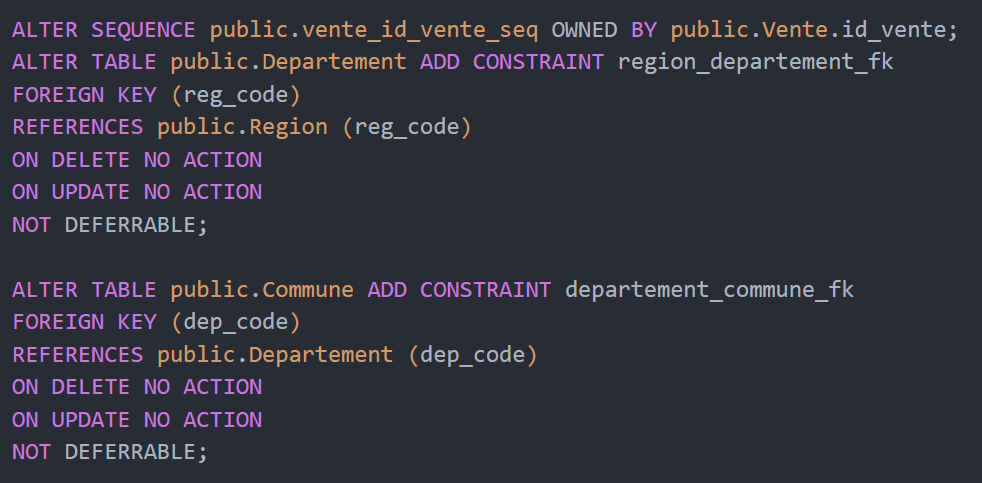 ALTER SEQUENCE public.vente_id_vente_seq OWNED BY public.Vente.id_vente;
ALTER TABLE public.Departement ADD CONSTRAINT region_departement_fk
FOREIGN KEY (reg_code)
REFERENCES public.Region (reg_code)
ON DELETE NO ACTION
ON UPDATE NO ACTION
NOT DEFERRABLE;

ALTER TABLE public.Commune ADD CONSTRAINT departement_commune_fk
FOREIGN KEY (dep_code)
REFERENCES public.Departement (dep_code)
ON DELETE NO ACTION
ON UPDATE NO ACTION
NOT DEFERRABLE;